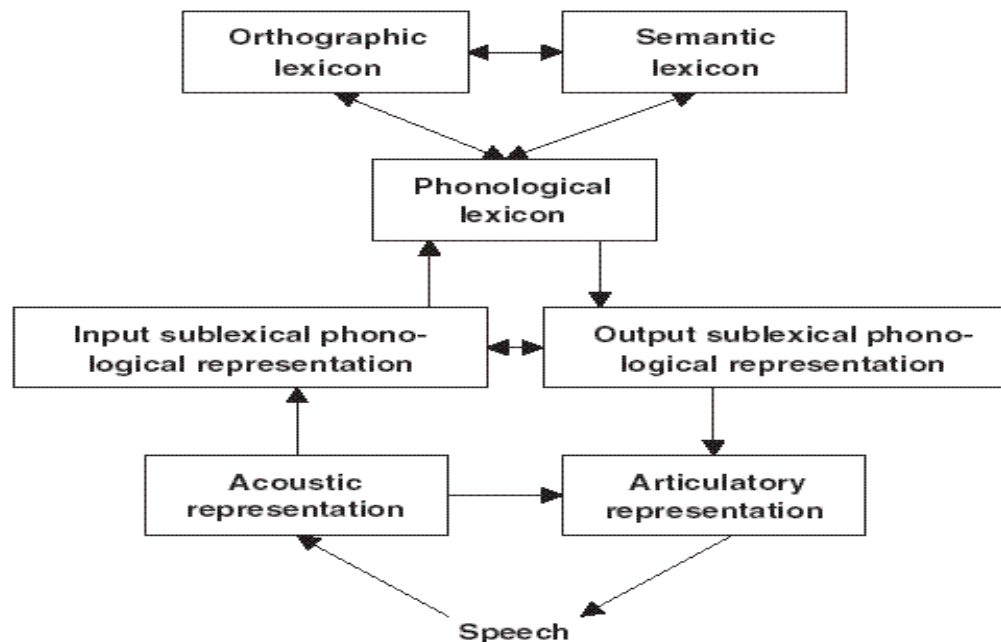 Orthographic
lexicon
Semantic
lexicon
Phonological
lexicon
Input sublexical phono-
logical representation
Output sublexical phono-
logical representation
Acoustic
representation
Articulatory
representation
Speech